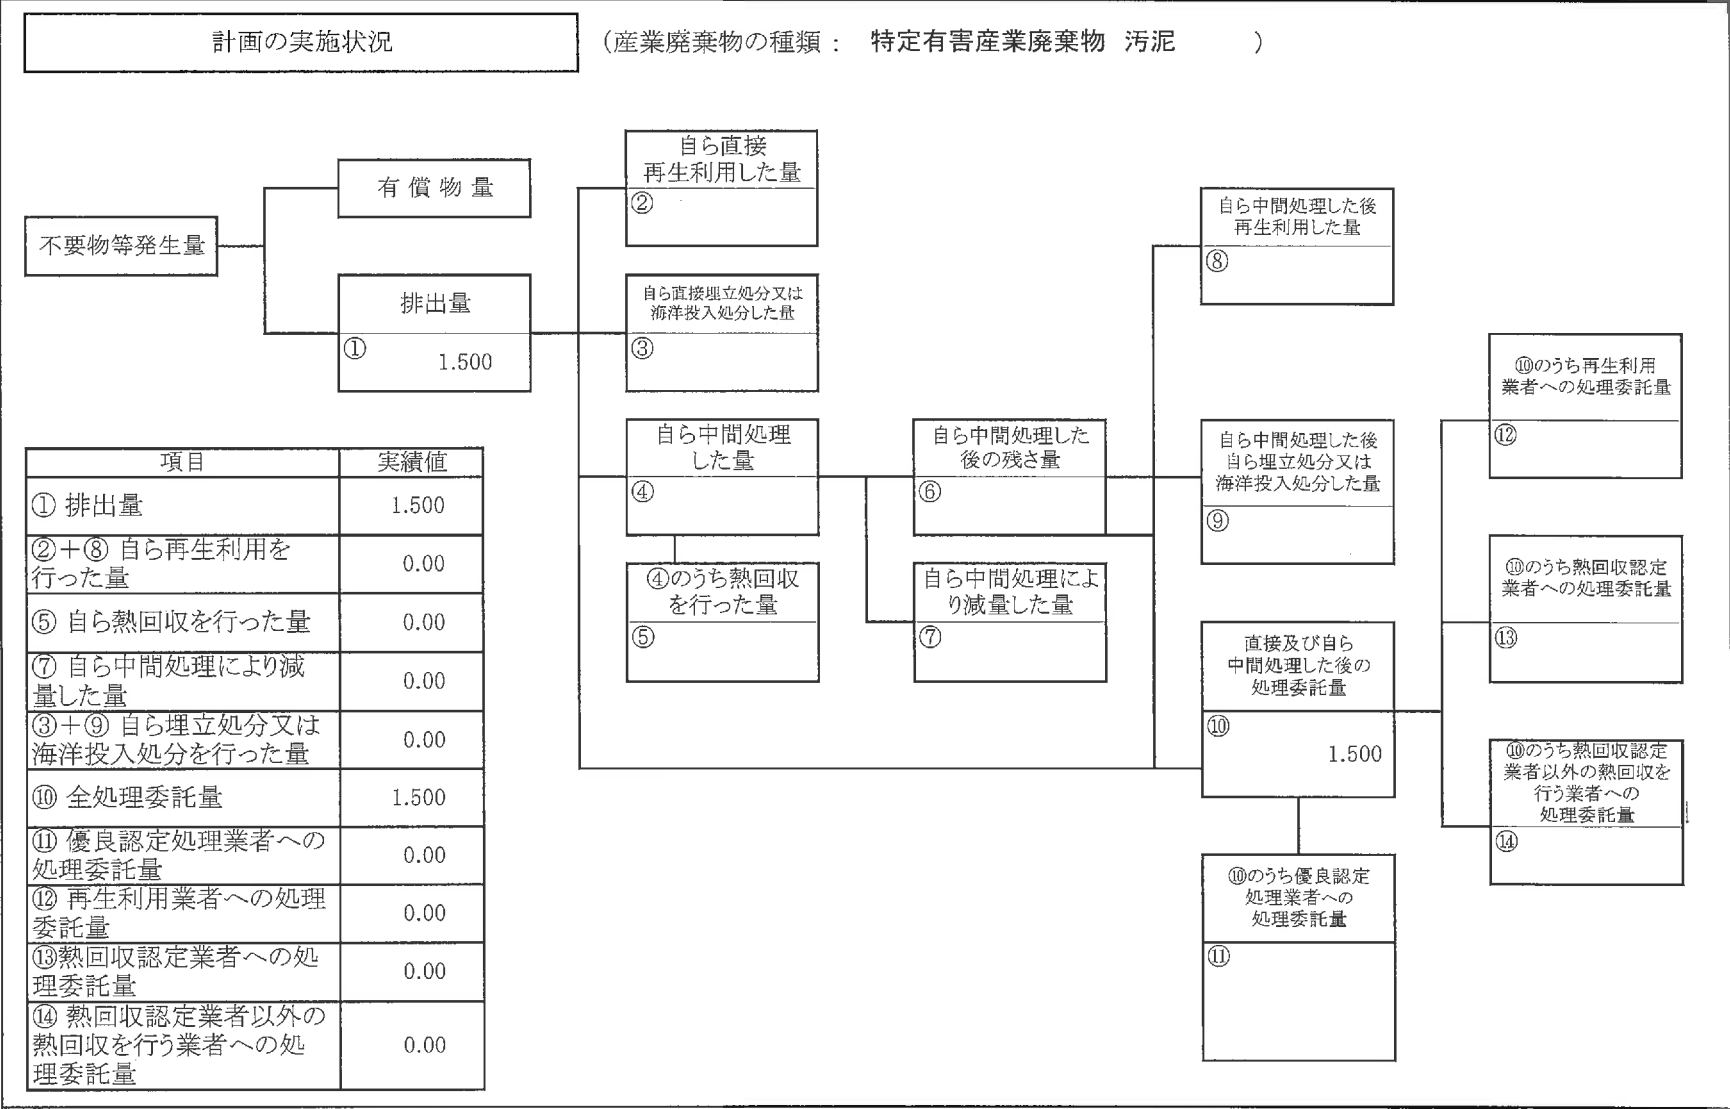 計画の実施状況
（産業廃棄物の種類： 特定有害産業廃棄物 汚泥 ）
不要物等発生量
有償物量
排出量
①
1.500
自ら直接
再生利用した量
②
自ら直接埋立処分又は
海洋投入処分した量
③
自ら中間処理
した量
④
④のうち熱回収
を行った量
⑤
自ら中間処理した
後の残さ量
⑥
自ら中間処理によ
り減量した量
⑦
自ら中間処理した後
再生利用した量
⑧
自ら中間処理した後
自ら埋立処分又は
海洋投入処分した量
⑨
直接及び自ら
中間処理した後の
処理委託量
⑩
1.500
⑩のうち優良認定
処理業者への
処理委託量
⑪
⑩のうち再生利用
業者への処理委託量
⑫
⑩のうち熱回収認定
業者への処理委託量
⑬
⑩のうち熱回収認定
業者以外の熱回収を
行う業者への
処理委託量
⑭
項目 実績値
① 排出量 1.500
②＋⑧ 自ら再生利用を
行った量 0.00
⑤ 自ら熱回収を行った量 0.00
⑦ 自ら中間処理により減
量した量 0.00
③＋⑨ 自ら埋立処分又は
海洋投入処分を行った量 0.00
⑩ 全処理委託量 1.500
⑪ 優良認定処理業者への
処理委託量 0.00
⑫ 再生利用業者への処理
委託量 0.00
⑬熱回収認定業者への処
理委託量 0.00
⑭ 熱回収認定業者以外の
熱回収を行う業者への処
理委託量 0.00